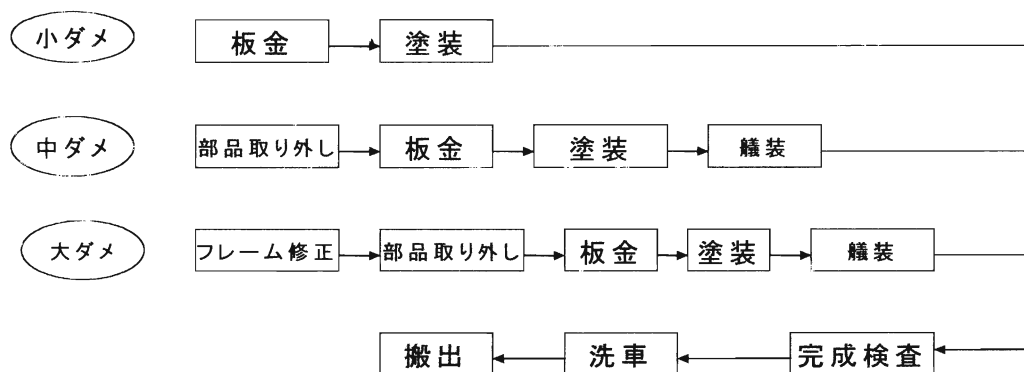 小ダメ 板金 塗装
中ダメ 部品取り外し 板金 塗装 艤装
大ダメ フレーム修正 部品取り外し 板金 塗装 艤装
搬出 洗車 完成検査